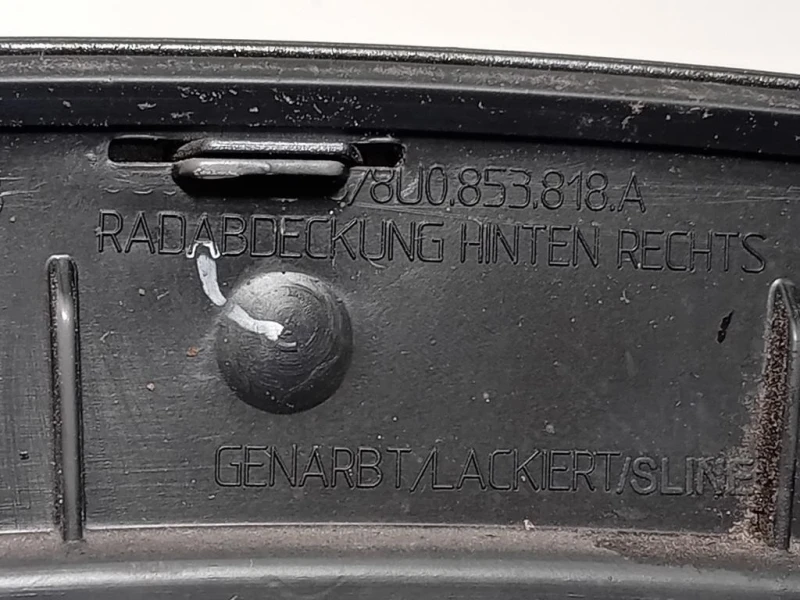 /8U0.853.818.A
RADABDECKUNG HINTEN RECHTS
GENARBT/LACKIERT/SLINE